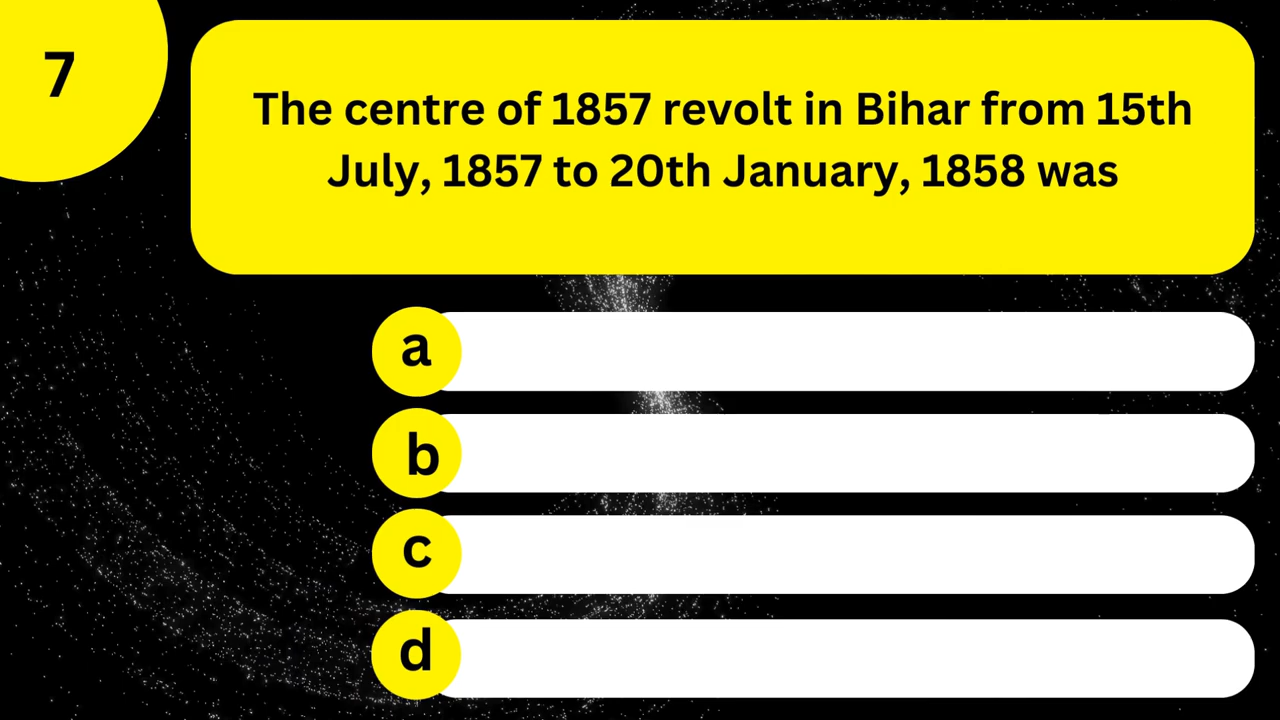 7
The centre of 1857 revolt in Bihar from 15th
July, 1857 to 20th January, 1858 was
a
b
c
d